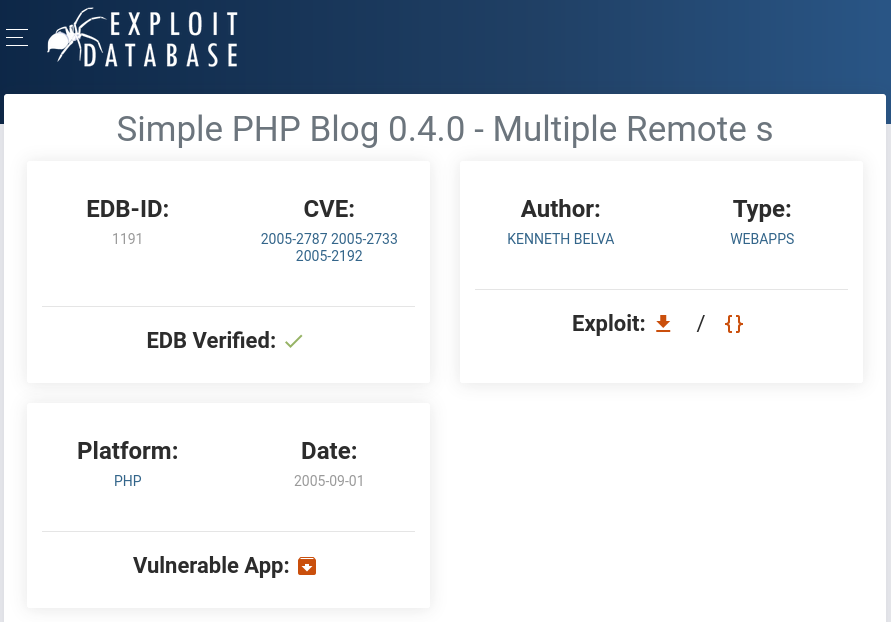 EXPLOIT
DATABASE
Simple PHP Blog 0.4.0 - Multiple Remote s
EDB-ID:
1191
CVE:
2005-2787 2005-2733
2005-2192
EDB Verified:
Author:
KENNETH BELVA
Type:
WEBAPPS
Exploit: / {}
Platform:
PHP
Date:
2005-09-01
Vulnerable App: